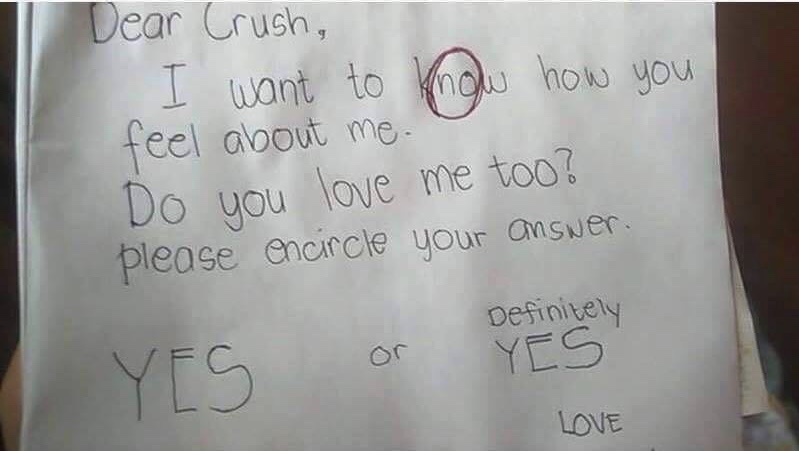 Dear Crush,
I want to know how you
feel about me.
Do you love me too?
please encircle your answer.
YES or Definitely YES
LOVE